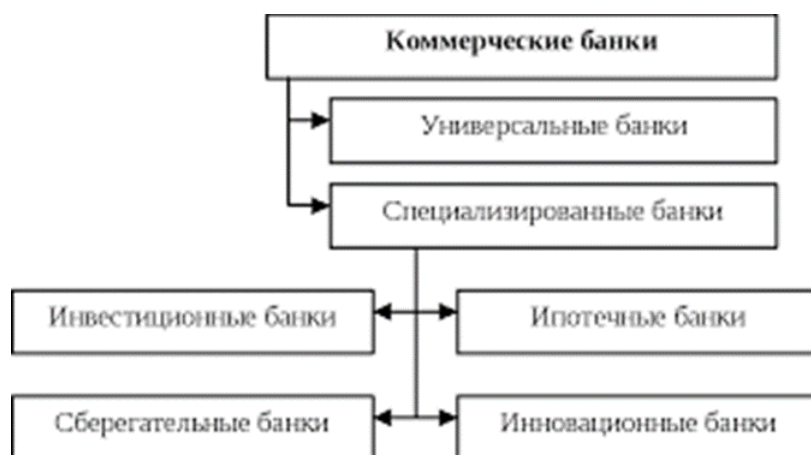 Коммерческие банки
Универсальные банки
Специализированные банки
Инвестиционные банки
Ипотечные банки
Сберегательные банки
Инновационные банки